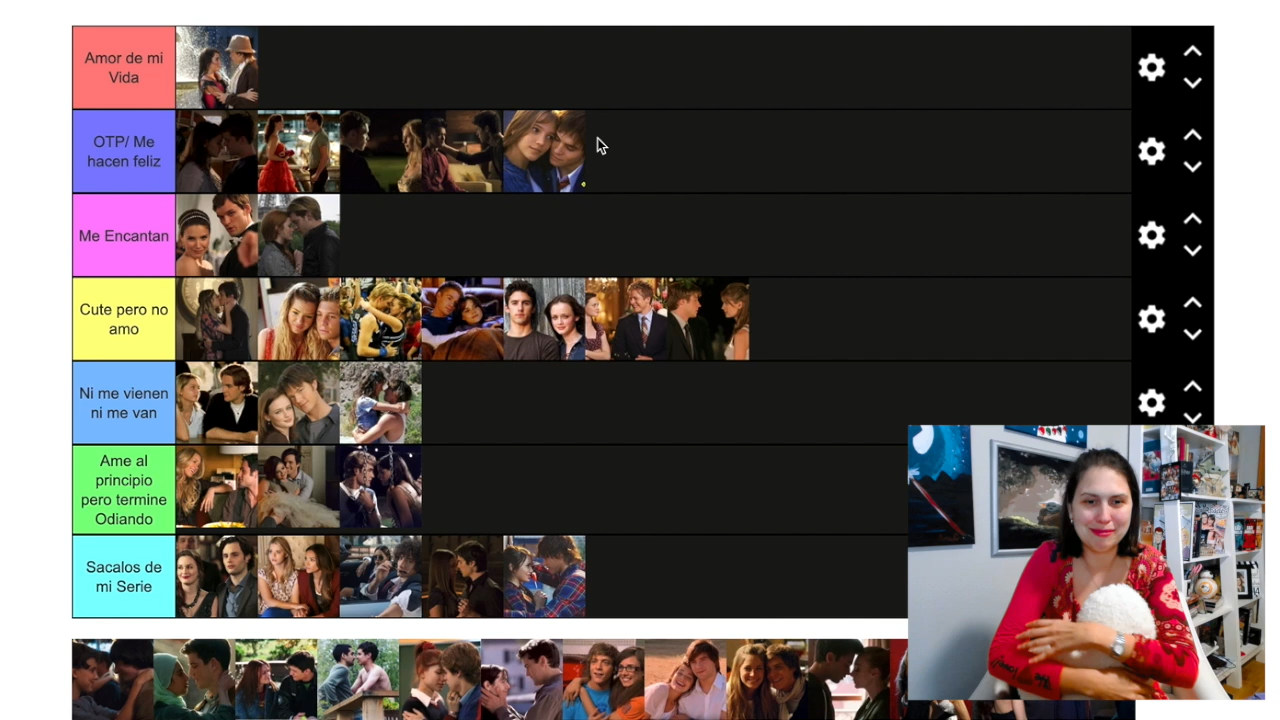 Amor de mi
Vida
OTP/ Me
hacen feliz
Me Encantan
Cute pero no
amo
Ni me vienen
ni me van
Ame al
principio
pero termine
Odiando
Sacalos de
mi Serie